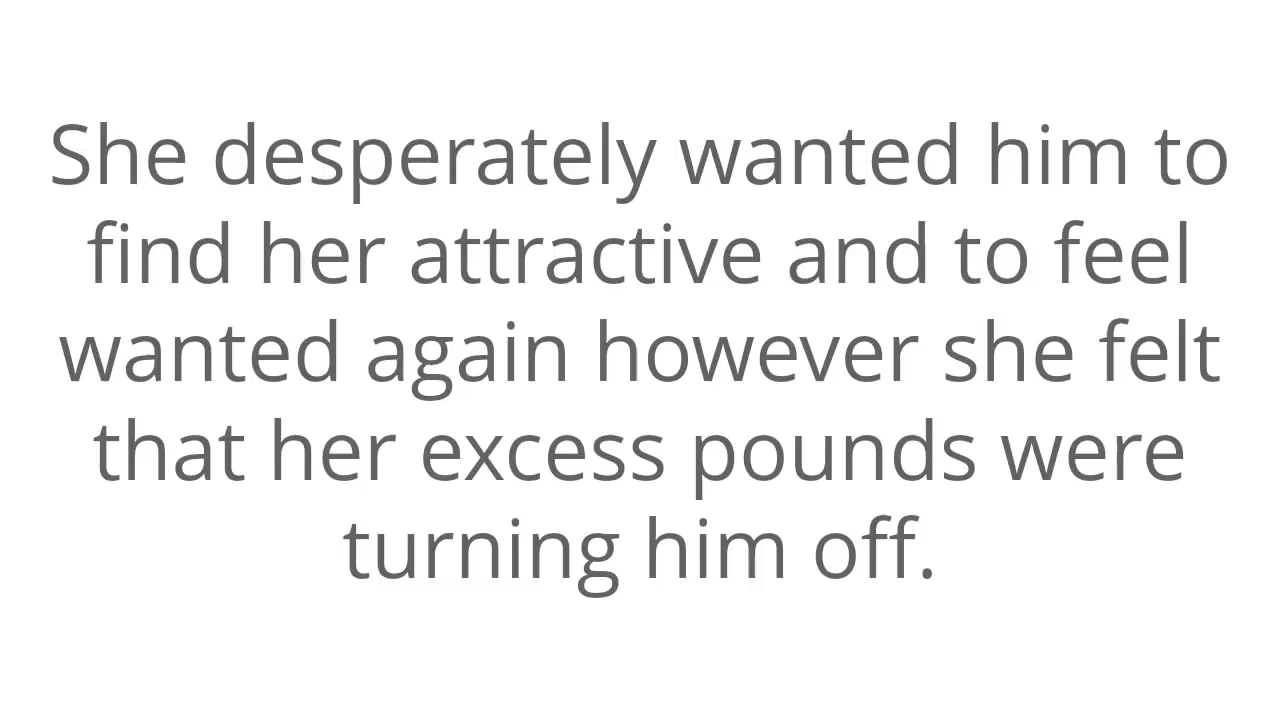 She desperately wanted him to
find her attractive and to feel
wanted again however she felt
that her excess pounds were
turning him off.